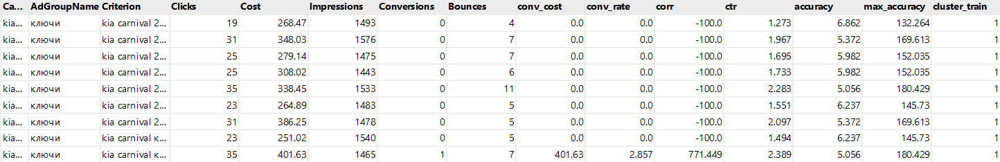 Ca... AdGroupName Criterion Clicks Cost Impressions Conversions Bounces conv_cost conv_rate corr ctr accuracy max_accuracy cluster_train
kia... ключи kia carnival 2... 19 268.47 1493 0 4 0.0 0.0 -100.0 1.273 6.862 132.264 1
kia... ключи kia carnival 2... 31 348.03 1576 0 7 0.0 0.0 -100.0 1.967 5.372 169.613 1
kia... ключи kia carnival 2... 25 279.14 1475 0 7 0.0 0.0 -100.0 1.695 5.982 152.035 1
kia... ключи kia carnival 2... 25 308.02 1443 0 6 0.0 0.0 -100.0 1.733 5.982 152.035 1
kia... ключи kia carnival 2... 35 338.45 1533 0 11 0.0 0.0 -100.0 2.283 5.056 180.429 1
kia... ключи kia carnival 2... 23 264.89 1483 0 5 0.0 0.0 -100.0 1.551 6.237 145.73 1
kia... ключи kia carnival 2... 31 386.25 1478 0 5 0.0 0.0 -100.0 2.097 5.372 169.613 1
kia... ключи kia carnival к... 23 251.02 1540 0 5 0.0 0.0 -100.0 1.494 6.237 145.73 1
kia... ключи kia carnival к... 35 401.63 1465 1 7 401.63 2.857 771.449 2.389 5.056 180.429 1